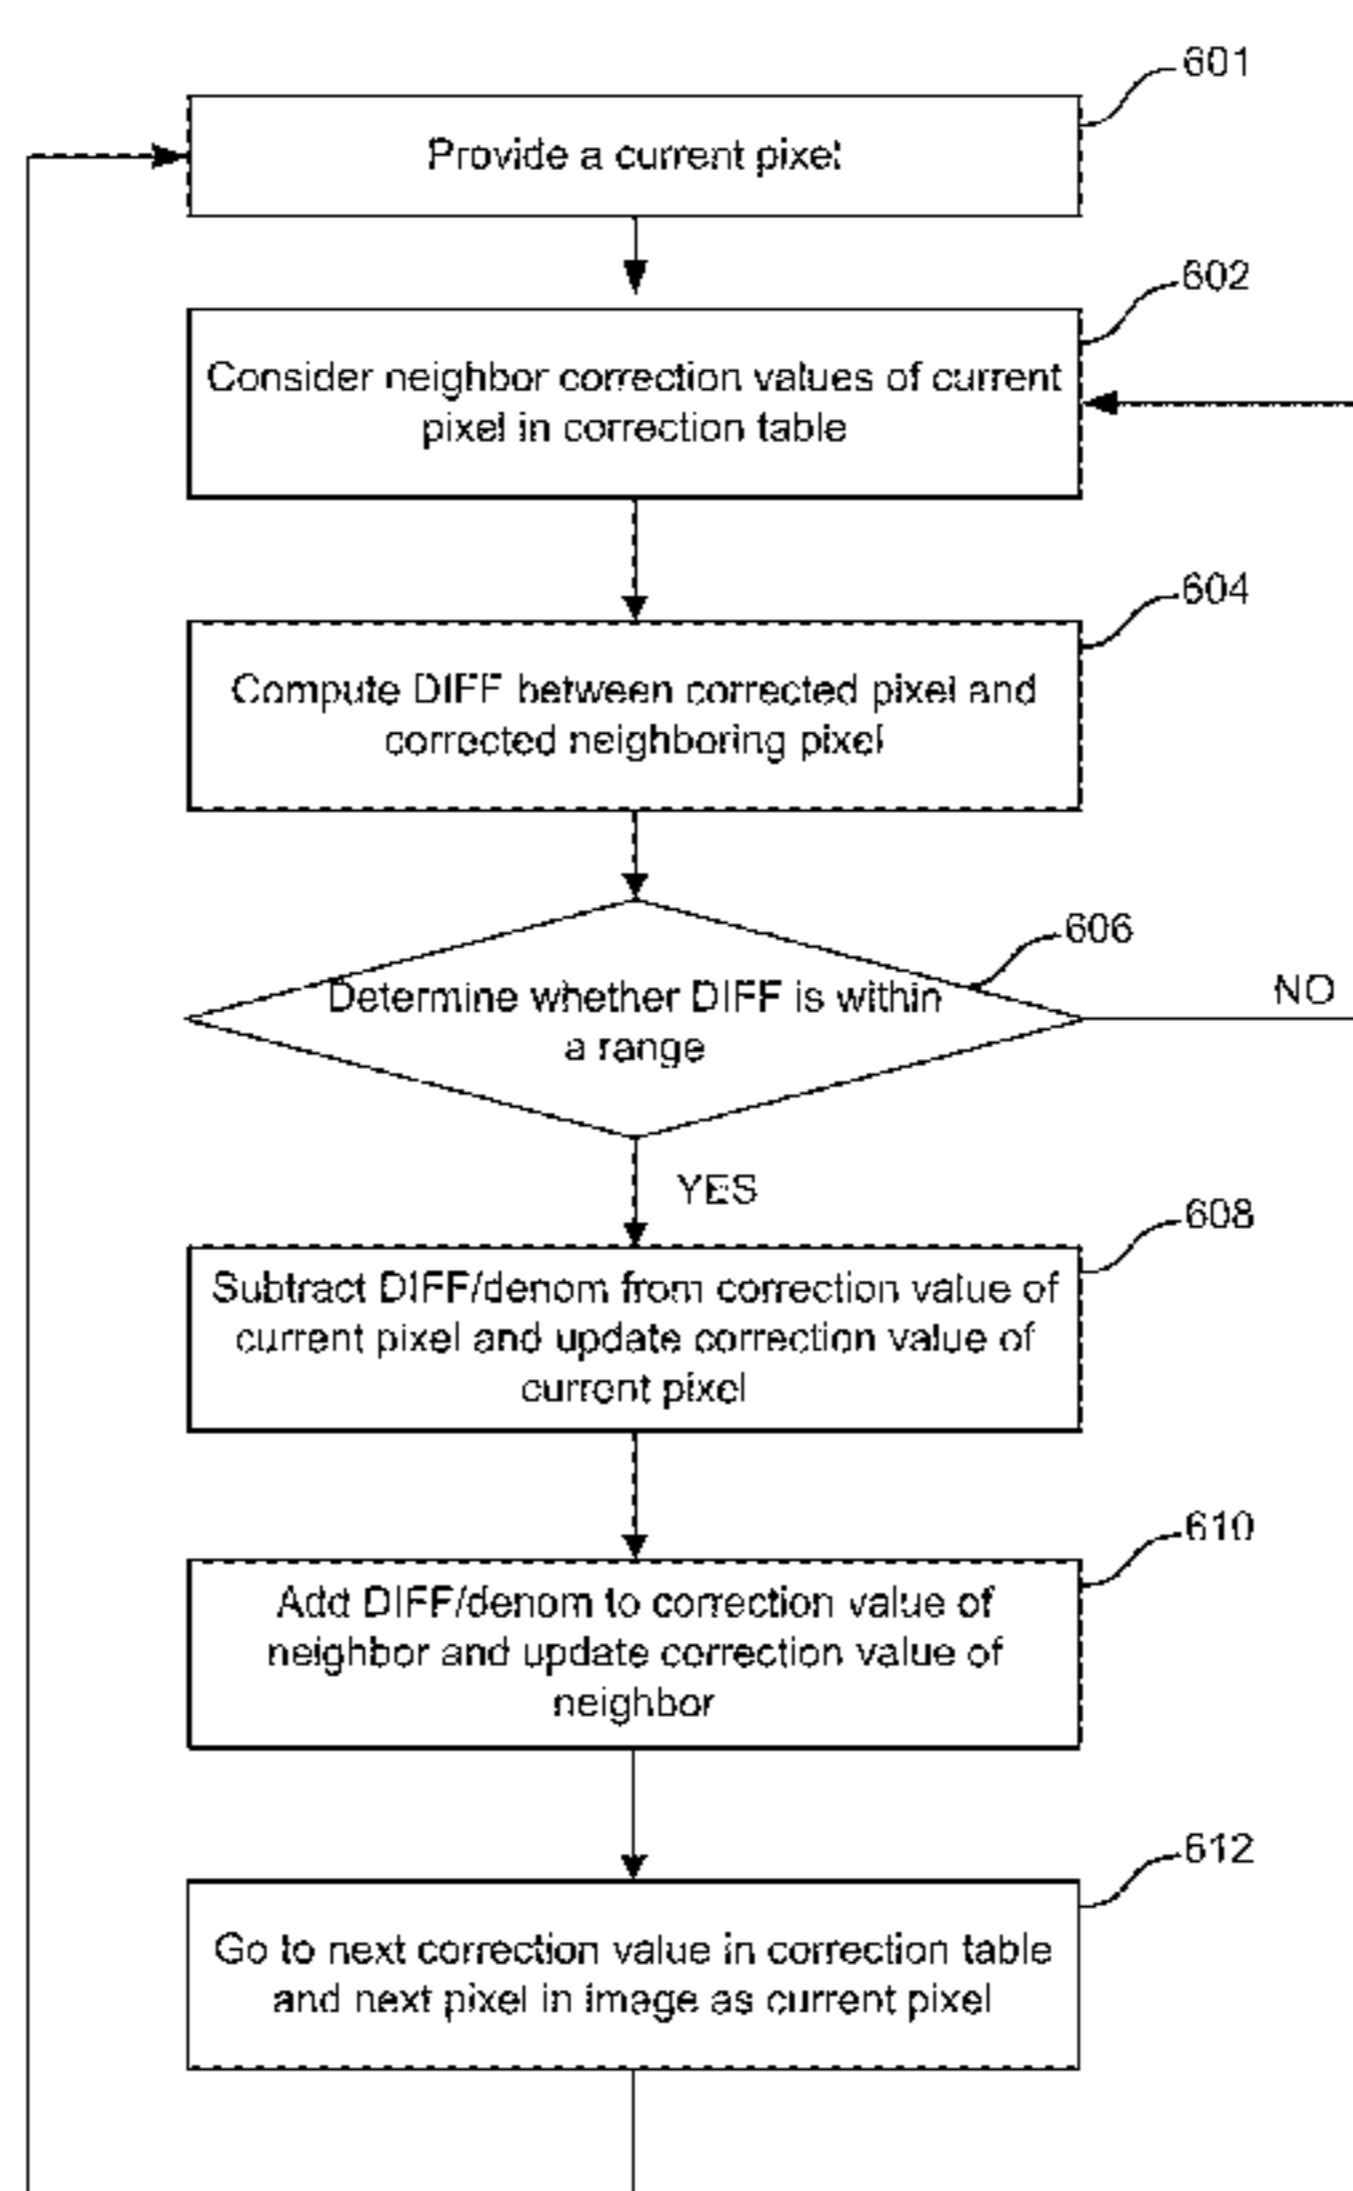 601
Provide a current pixel
602
Consider neighbor correction values of current
pixel in correction table
604
Compute DIFF between corrected pixel and
corrected neighboring pixel
606
NO
Determine whether DIFF is within
a range
YES
608
Subtract DIFF/denom from correction value of
current pixel and update correction value of
current pixel
610
Add DIFF/denom to correction value of
neighbor and update correction value of
neighbor
612
Go to next correction value in correction table
and next pixel in image as current pixel